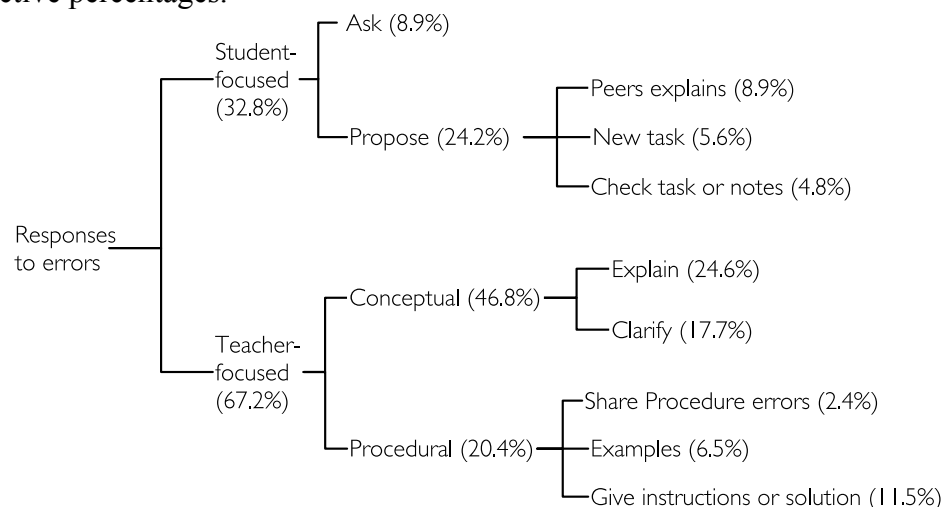 ctive percentages.
Ask (8.9%)
Student-
focused
(32.8%)
Peers explains (8.9%)
Propose (24.2%)
New task (5.6%)
Check task or notes (4.8%)
Responses
to errors
Explain (24.6%)
Conceptual (46.8%)
Clarify (17.7%)
Teacher-
focused
(67.2%)
Share Procedure errors (2.4%)
Procedural (20.4%)
Examples (6.5%)
Give instructions or solution (11.5%)